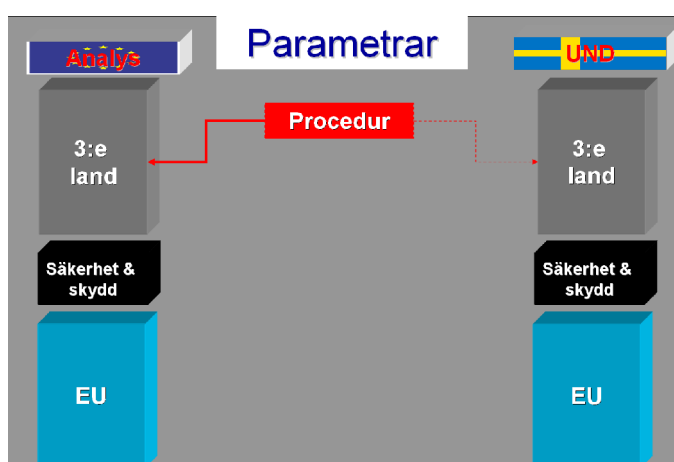 Parametrar
Analys
UND
Procedur
3:e
land
3:e
land
Säkerhet &
skydd
Säkerhet &
skydd
EU
EU